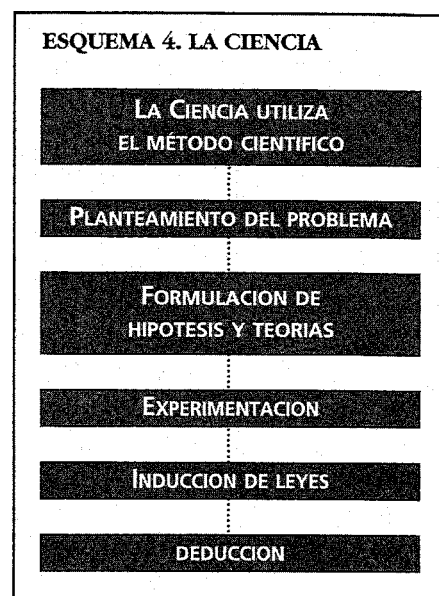 ESQUEMA 4. LA CIENCIA
LA CIENCIA UTILIZA
EL MÉTODO CIENTIFICO
PLANTEAMIENTO DEL PROBLEMA
FORMULACION DE
HIPOTESIS Y TEORIAS
EXPERIMENTACION
INDUCCION DE LEYES
DEDUCCION